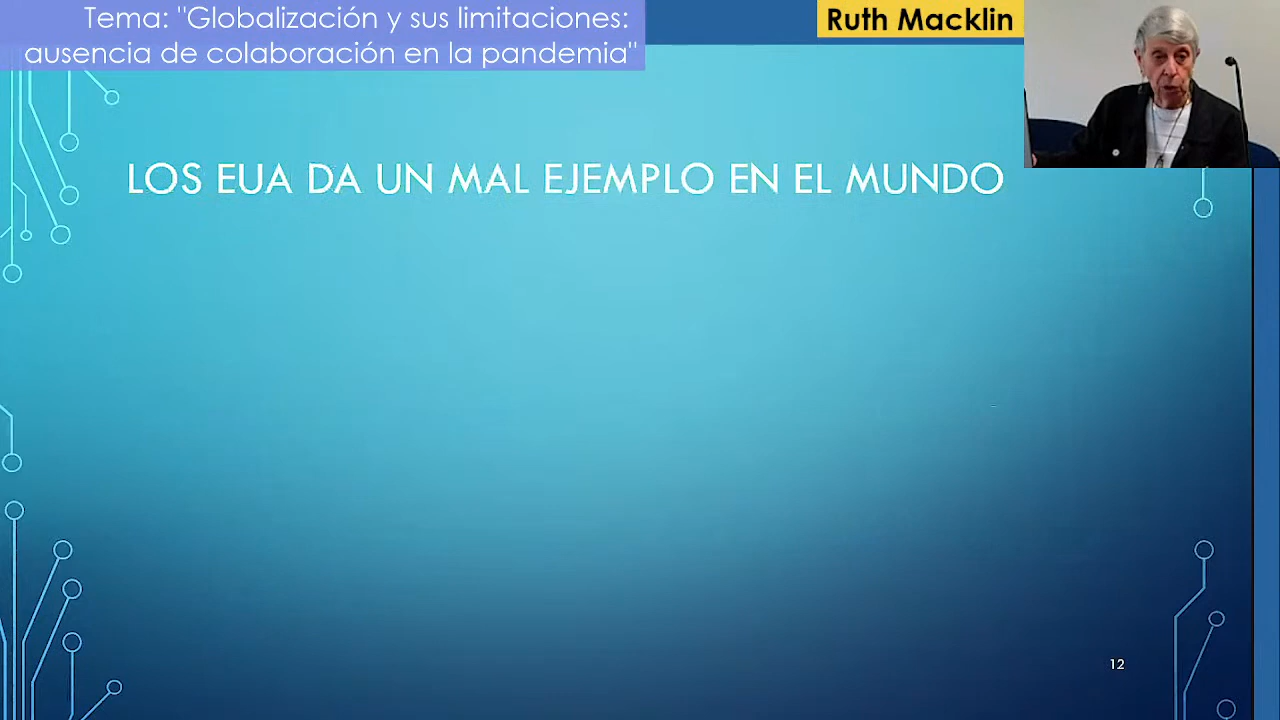 Tema: "Globalización y sus limitaciones:
ausencia de colaboración en la pandemia"
Ruth Macklin
LOS EUA DA UN MAL EJEMPLO EN EL MUNDO
12